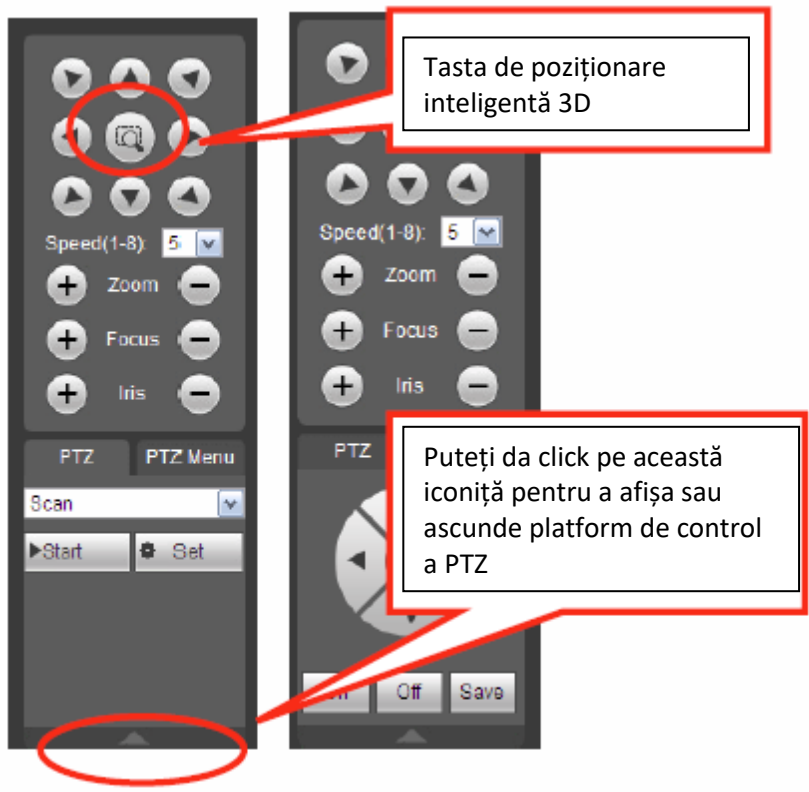 Tasta de poziționare
inteligentă 3D
Speed(1-8): 5
Zoom
Focus
Iris
PTZ PTZ Menu
Scan
Start Set
Speed(1-8): 5
Zoom
Focus
Iris
PTZ
Puteți da click pe această
iconiță pentru a afișa sau
ascunde platform de control
a PTZ
Off Save